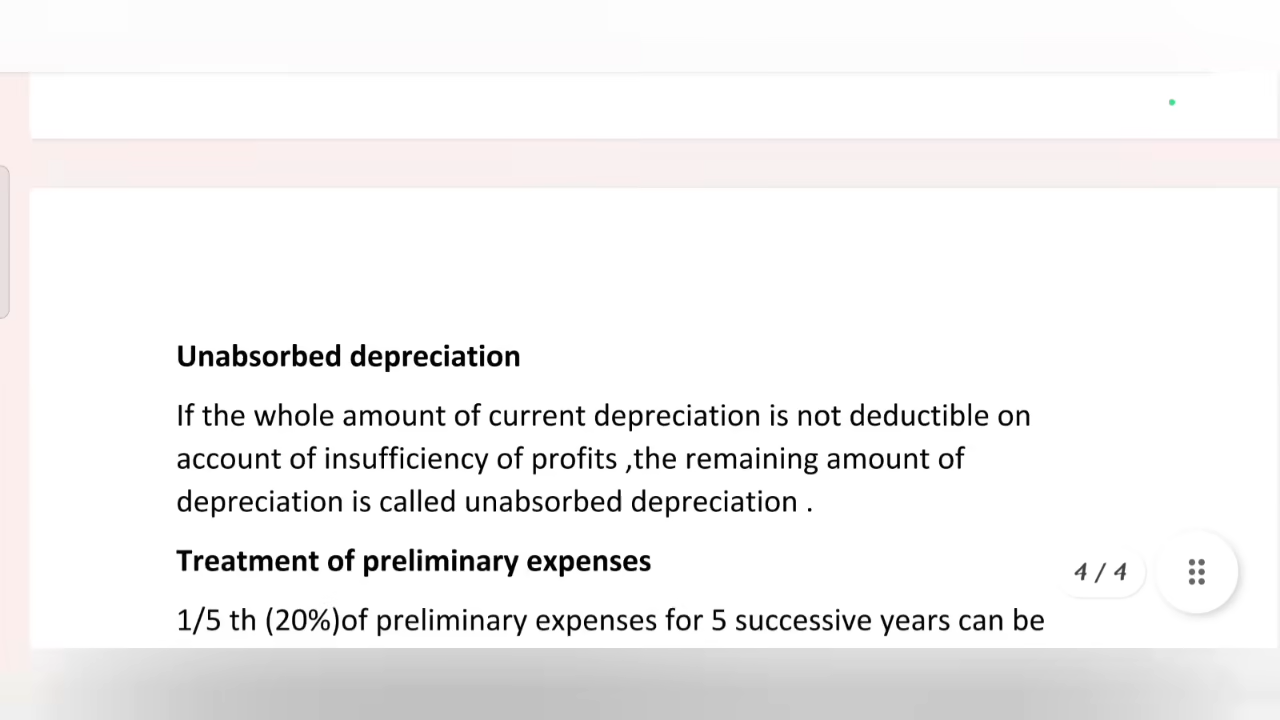 Unabsorbed depreciation
If the whole amount of current depreciation is not deductible on
account of insufficiency of profits ,the remaining amount of
depreciation is called unabsorbed depreciation .
Treatment of preliminary expenses
4 / 4
1/5 th (20%)of preliminary expenses for 5 successive years can be